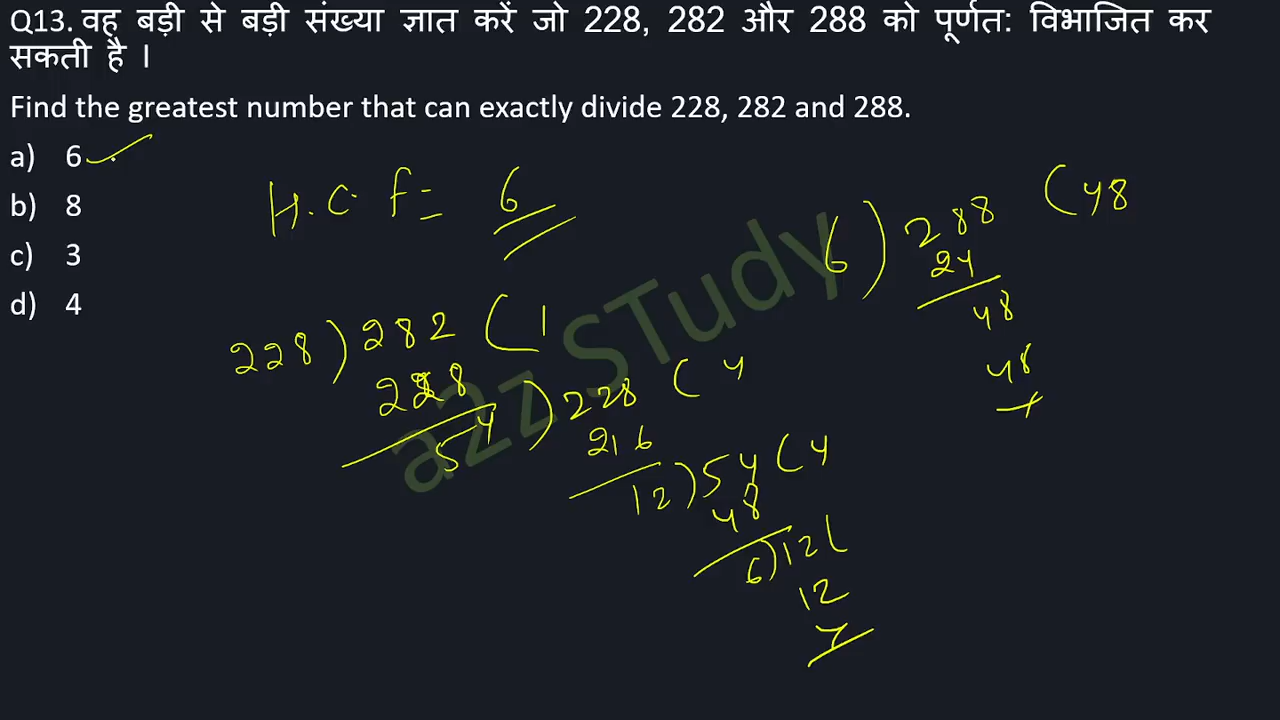 Q13. वह बड़ी से बड़ी संख्या ज्ञात करें जो 228, 282 और 288 को पूर्णत: विभाजित कर
सकती है ।
Find the greatest number that can exactly divide 228, 282 and 288.
a) 6
b) 8
c) 3
d) 4
H.C.f = 6
6 ) 288 ( 48
24
48
48
228 ) 282 ( 1
228
54 ) 228 ( 4
216
12 ) 54 ( 4
48
6 ) 12 (
12
a2z STudy